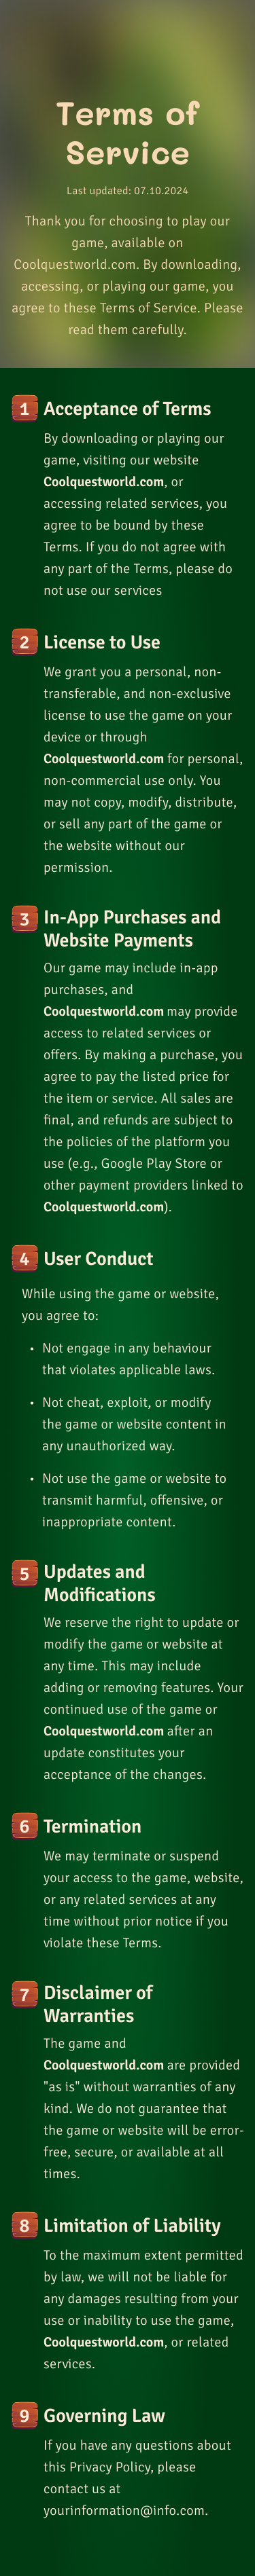 Terms of
Service
Last updated: 07.10.2024
Thank you for choosing to play our
game, available on
Coolquestworld.com. By downloading,
accessing, or playing our game, you
agree to these Terms of Service. Please
read them carefully.
1 Acceptance of Terms
By downloading or playing our
game, visiting our website
Coolquestworld.com, or
accessing related services, you
agree to be bound by these
Terms. If you do not agree with
any part of the Terms, please do
not use our services
2 License to Use
We grant you a personal, non-
transferable, and non-exclusive
license to use the game on your
device or through
Coolquestworld.com for personal,
non-commercial use only. You
may not copy, modify, distribute,
or sell any part of the game or
the website without our
permission.
3 In-App Purchases and
Website Payments
Our game may include in-app
purchases, and
Coolquestworld.com may provide
access to related services or
offers. By making a purchase, you
agree to pay the listed price for
the item or service. All sales are
final, and refunds are subject to
the policies of the platform you
use (e.g., Google Play Store or
other payment providers linked to
Coolquestworld.com).
4 User Conduct
While using the game or website,
you agree to:
• Not engage in any behaviour
that violates applicable laws.
• Not cheat, exploit, or modify
the game or website content in
any unauthorized way.
• Not use the game or website to
transmit harmful, offensive, or
inappropriate content.
5 Updates and
Modifications
We reserve the right to update or
modify the game or website at
any time. This may include
adding or removing features. Your
continued use of the game or
Coolquestworld.com after an
update constitutes your
acceptance of the changes.
6 Termination
We may terminate or suspend
your access to the game, website,
or any related services at any
time without prior notice if you
violate these Terms.
7 Disclaimer of
Warranties
The game and
Coolquestworld.com are provided
"as is" without warranties of any
kind. We do not guarantee that
the game or website will be error-
free, secure, or available at all
times.
8 Limitation of Liability
To the maximum extent permitted
by law, we will not be liable for
any damages resulting from your
use or inability to use the game,
Coolquestworld.com, or related
services.
9 Governing Law
If you have any questions about
this Privacy Policy, please
contact us at
yourinformation@info.com.